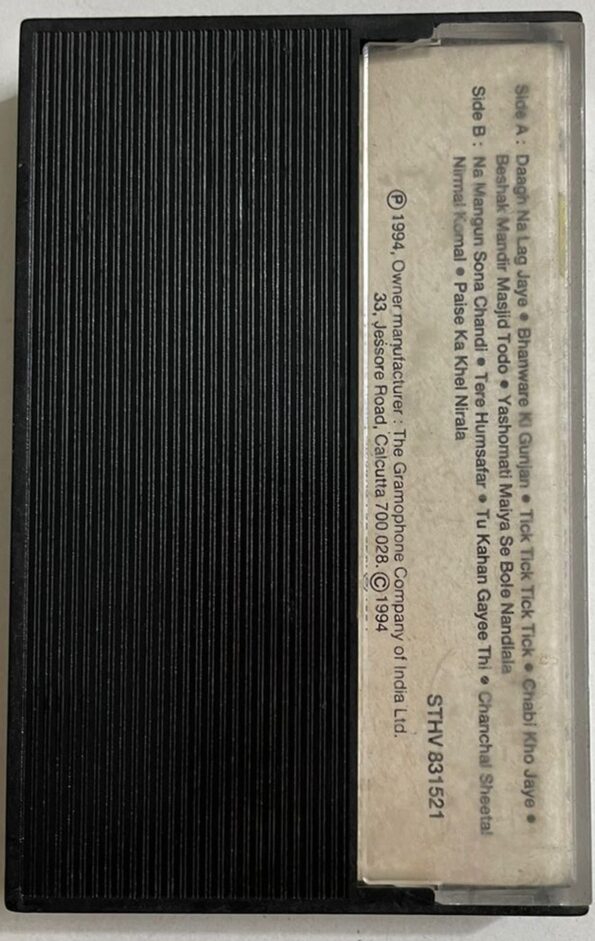 Side A : Daagh Na Lag Jaye • Bhanware Ki Gunjan • Tick Tick Tick Tick • Chabi Kho Jaye •
Beshak Mandir Masjid Todo • Yashomati Maiya Se Bole Nandlala
Side B : Na Mangun Sona Chandi • Tere Humsafar • Tu Kahan Gayee Thi • Chanchal Sheetal
Nirmal Komal • Paise Ka Khel Nirala
STHV 831521
Ⓟ 1994, Owner manufacturer : The Gramophone Company of India Ltd.
33, Jessore Road, Calcutta 700 028. © 1994